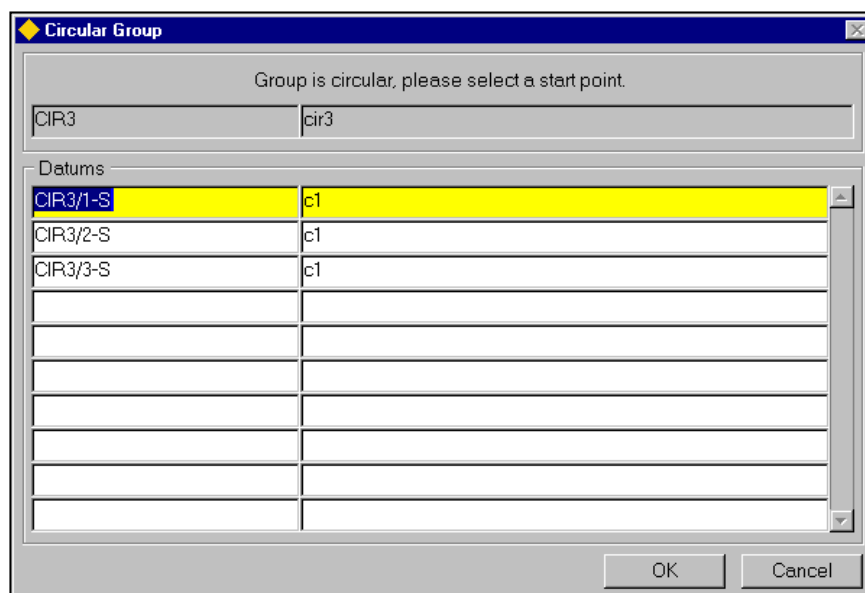 Circular Group
Group is circular, please select a start point.
CIR3 cir3
Datums
CIR3/1-S c1
CIR3/2-S c1
CIR3/3-S c1
OK Cancel